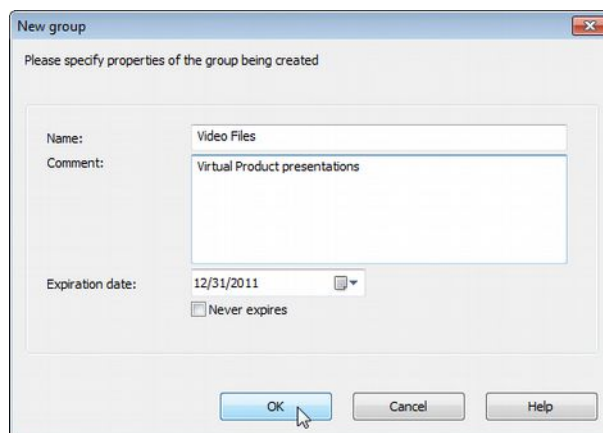 New group
Please specify properties of the group being created
Name:
Video Files
Comment:
Virtual Product presentations
Expiration date:
12/31/2011
Never expires
OK
Cancel
Help